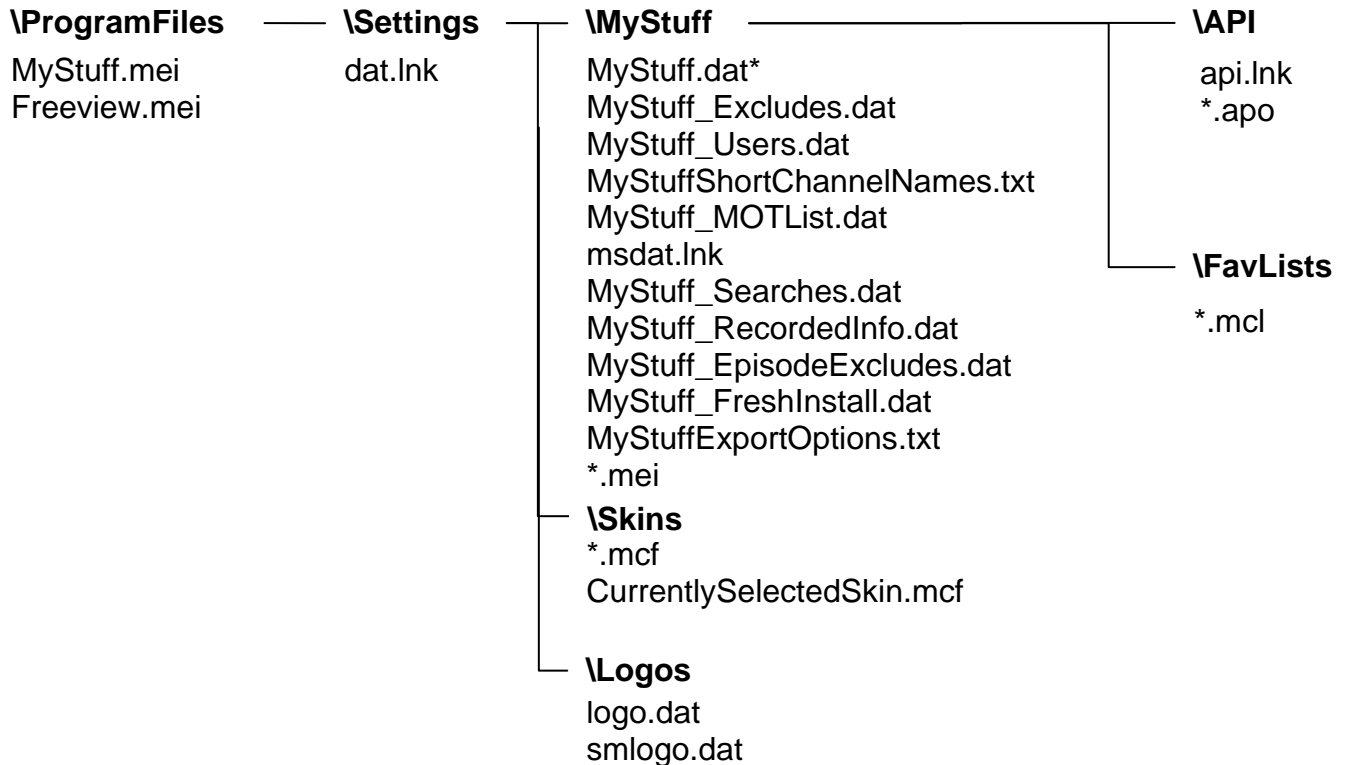 \ProgramFiles
MyStuff.mei
Freeview.mei
\Settings
dat.lnk
\MyStuff
MyStuff.dat*
MyStuff_Excludes.dat
MyStuff_Users.dat
MyStuffShortChannelNames.txt
MyStuff_MOTList.dat
msdat.lnk
MyStuff_Searches.dat
MyStuff_RecordedInfo.dat
MyStuff_EpisodeExcludes.dat
MyStuff_FreshInstall.dat
MyStuffExportOptions.txt
*.mei
\Skins
*.mcf
CurrentlySelectedSkin.mcf
\Logos
logo.dat
smlogo.dat
\API
api.lnk
*.apo
\FavLists
*.mcl